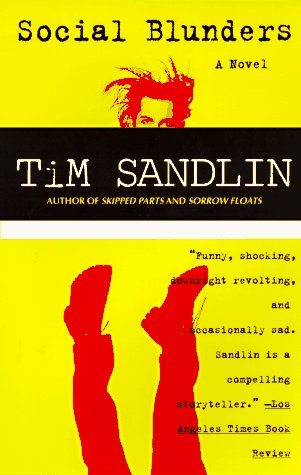 Social Blunders
A Novel
TiM SANDLIN
AUTHOR OF SKIPPED PARTS AND SORROW FLOATS
"Funny, shocking,
downright revolting,
and
occasionally sad.
Sandlin is a
compelling
storyteller." —Los
Angeles Times Book
Review